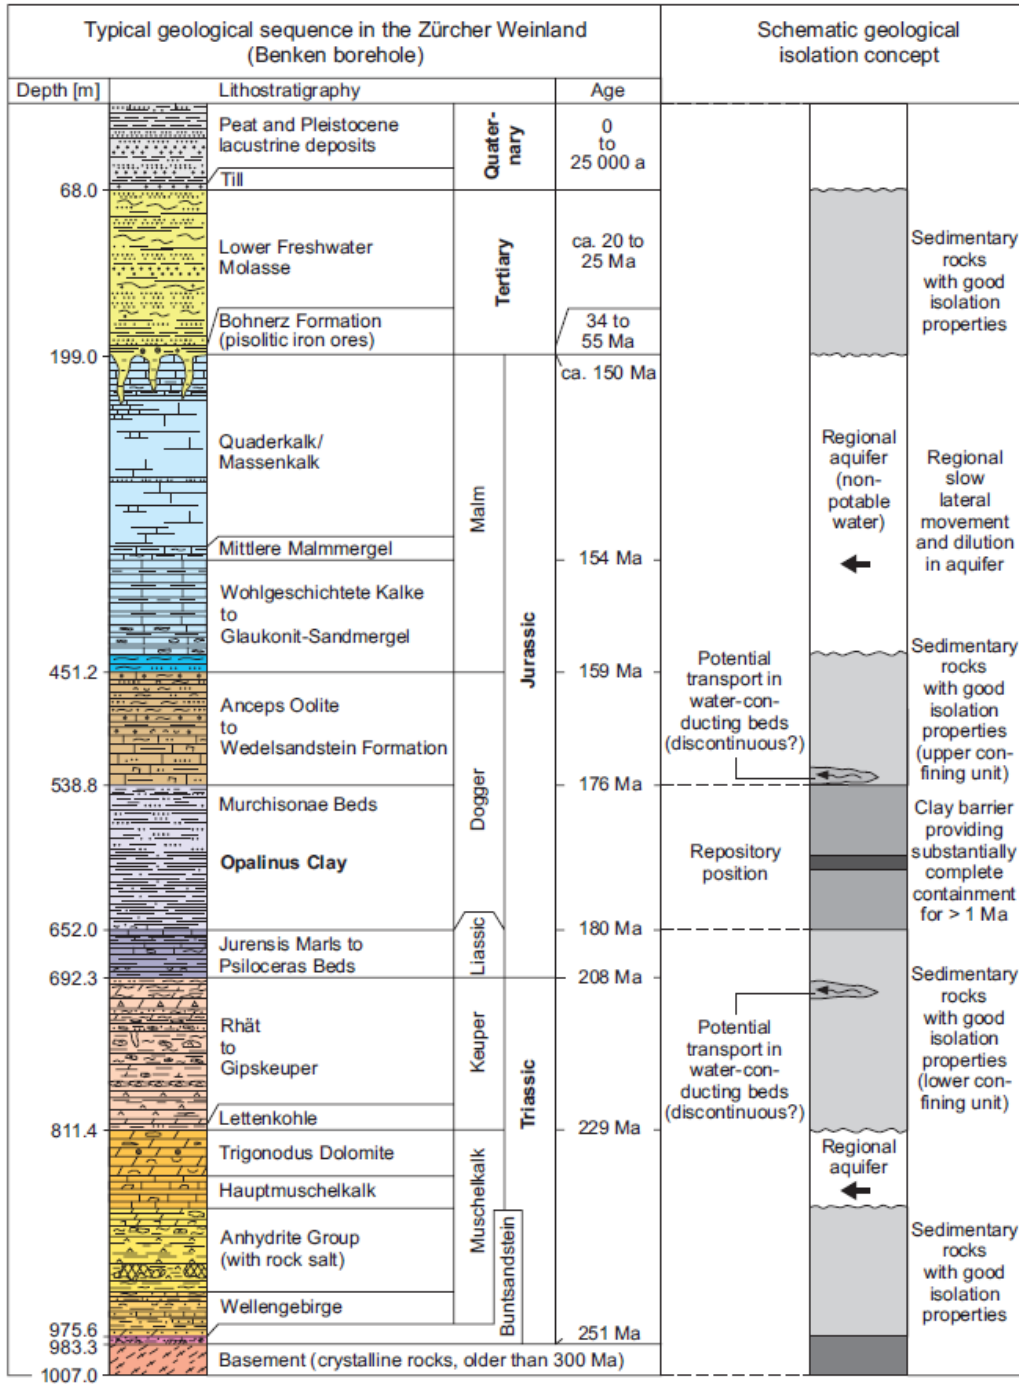 Typical geological sequence in the Zürcher Weinland
(Benken borehole)
Schematic geological
isolation concept
Depth [m]
Lithostratigraphy
Age
Peat and Pleistocene
lacustrine deposits
Till
Quater-
nary
0
to
25 000 a
68.0
Lower Freshwater
Molasse
Tertiary
ca. 20 to
25 Ma
Sedimentary
rocks
with good
isolation
properties
Bohnerz Formation
(pisolitic iron ores)
34 to
55 Ma
199.0
ca. 150 Ma
Quaderkalk/
Massenkalk
Malm
Regional
aquifer
(non-
potable
water)
Regional
slow
lateral
movement
and dilution
in aquifer
Mittlere Malmmergel
154 Ma
Wohlgeschichtete Kalke
to
Glaukonit-Sandmergel
Jurassic
451.2
159 Ma
Potential
transport in
water-con-
ducting beds
(discontinuous?)
Sedimentary
rocks
with good
isolation
properties
(upper con-
fining unit)
Anceps Oolite
to
Wedelsandstein Formation
Dogger
538.8
176 Ma
Murchisonae Beds
Opalinus Clay
Repository
position
Clay barrier
providing
substantially
complete
containment
for > 1 Ma
652.0
180 Ma
Jurensis Marls to
Psiloceras Beds
Liassic
692.3
208 Ma
Rhät
to
Gipskeuper
Keuper
Triassic
Potential
transport in
water-con-
ducting beds
(discontinuous?)
Sedimentary
rocks
with good
isolation
properties
(lower con-
fining unit)
Lettenkohle
811.4
229 Ma
Trigonodus Dolomite
Hauptmuschelkalk
Muschelkalk
Regional
aquifer
Anhydrite Group
(with rock salt)
Wellengebirge
Buntsandstein
Sedimentary
rocks
with good
isolation
properties
975.6
251 Ma
983.3
Basement (crystalline rocks, older than 300 Ma)
1007.0